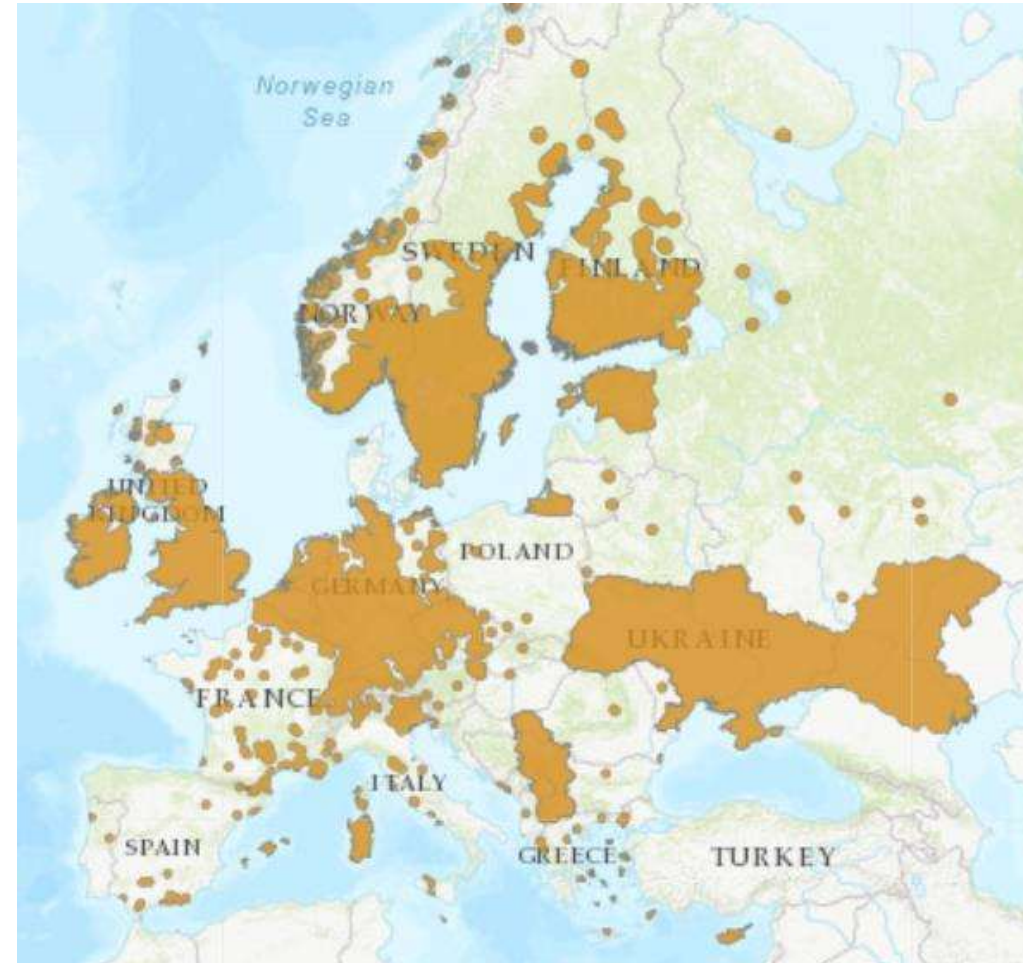 Norwegian
Sea
SWEDEN
FINLAND
NORWAY
UNITED
KINGDOM
POLAND
GERMANY
UKRAINE
FRANCE
ITALY
SPAIN
GREECE
TURKEY